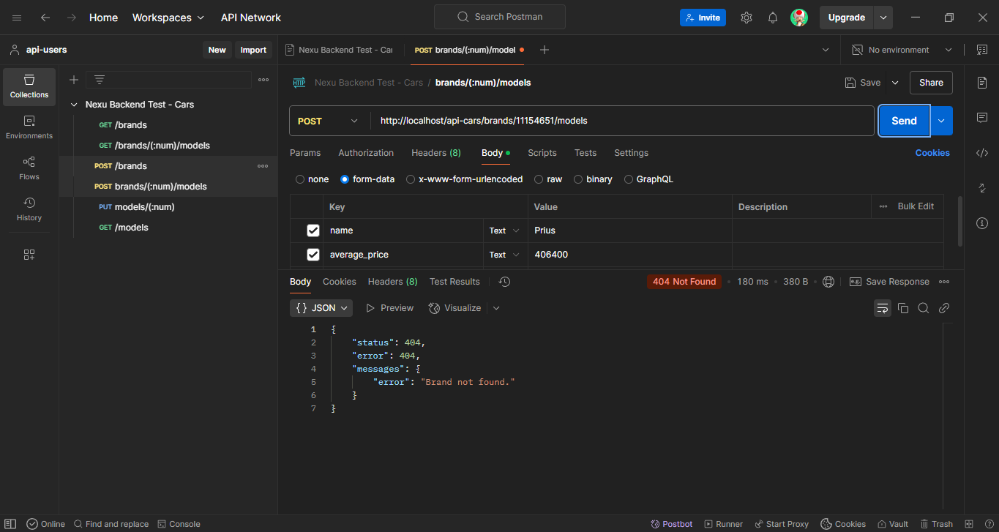 Home Workspaces API Network Search Postman Invite Upgrade
api-users New Import Nexu Backend Test - Car POST brands/(:num)/model No environment
Collections
Environments
Flows
History
Nexu Backend Test - Cars
GET /brands
GET /brands/(:num)/models
POST /brands
POST brands/(:num)/models
PUT models/(:num)
GET /models
HTTP Nexu Backend Test - Cars / brands/(:num)/models Save Share
POST http://localhost/api-cars/brands/11154651/models Send
Params Authorization Headers (8) Body Scripts Tests Settings Cookies
none form-data x-www-form-urlencoded raw binary GraphQL
Key Value Description Bulk Edit
name Text Prius
average_price Text 406400
Body Cookies Headers (8) Test Results 404 Not Found 180 ms 380 B e.g. Save Response
{} JSON Preview Visualize
1 {
2 "status": 404,
3 "error": 404,
4 "messages": {
5 "error": "Brand not found."
6 }
7 }
Online Find and replace Console Postbot Runner Start Proxy Cookies Vault Trash